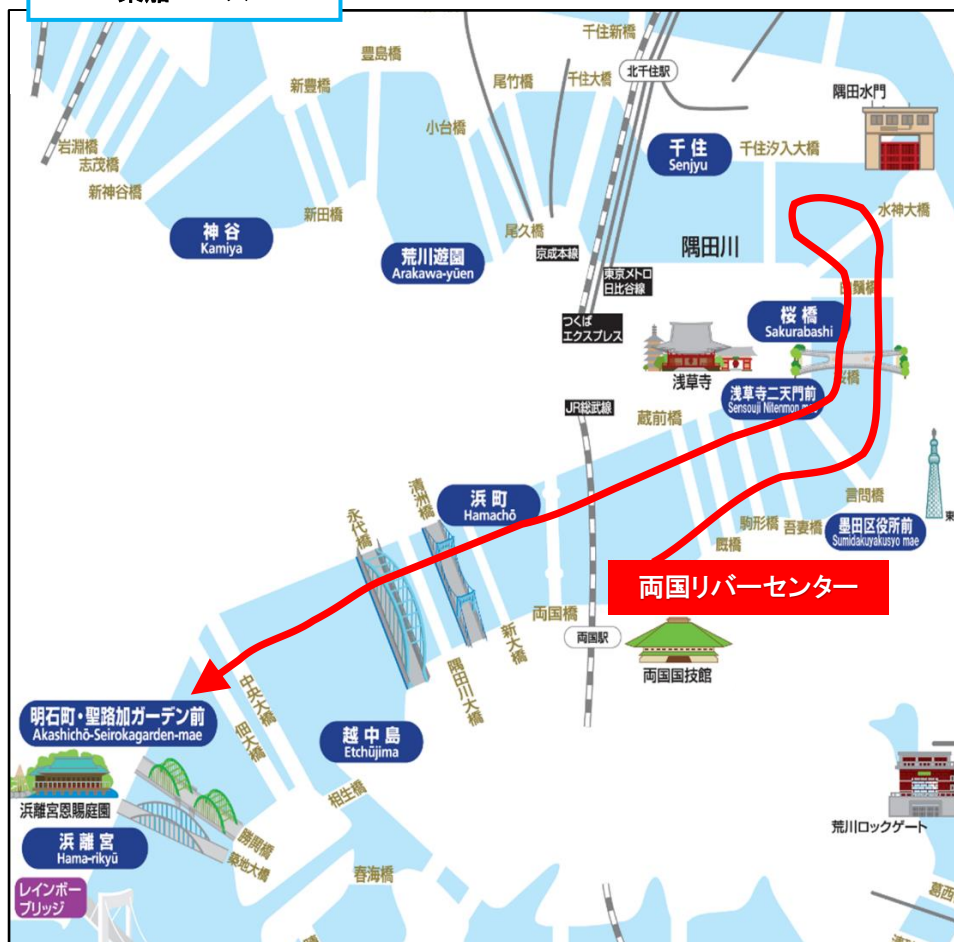 千住新橋
豊島橋
北千住駅
新豊橋
尾竹橋
千住大橋
隅田水門
小台橋
岩淵橋
志茂橋
千住
Senjyu
千住汐入大橋
新神谷橋
新田橋
水神大橋
神谷
Kamiya
尾久橋
荒川遊園
Arakawa-yūen
京成本線
隅田川
東京メトロ
日比谷線
桜橋
Sakurabashi
つくば
エクスプレス
桜橋
浅草寺
浅草寺二天門前
Sensouji Nitenmon mae
JR総武線
蔵前橋
清洲橋
浜町
Hamachō
永代橋
言問橋
駒形橋
吾妻橋
墨田区役所前
Sumidakuyakusyo mae
厩橋
両国リバーセンター
両国橋
新大橋
両国駅
両国国技館
隅田川大橋
中央大橋
佃大橋
明石町・聖路加ガーデン前
Akashichō-Seirokagarden-mae
越中島
Etchūjima
浜離宮恩賜庭園
相生橋
荒川ロックゲート
浜離宮
Hama-rikyū
勝鬨橋
築地大橋
春海橋
レインボー
ブリッジ
葛西